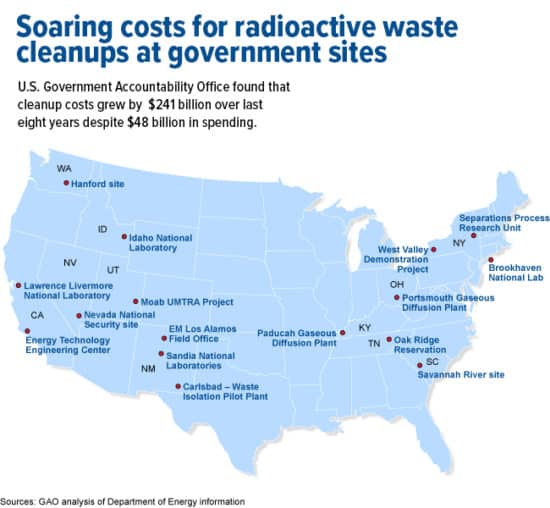 Soaring costs for radioactive waste
cleanups at government sites
U.S. Government Accountability Office found that
cleanup costs grew by $241 billion over last
eight years despite $48 billion in spending.
WA
Hanford site
ID
Idaho National
Laboratory
NV
UT
Lawrence Livermore
National Laboratory
Moab UMTRA Project
CA
Nevada National
Security site
Energy Technology
Engineering Center
EM Los Alamos
Field Office
Sandia National
Laboratories
NM
Carlsbad – Waste
Isolation Pilot Plant
Separations Process
Research Unit
NY
West Valley
Demonstration
Project
Brookhaven
National Lab
OH
Portsmouth Gaseous
Diffusion Plant
Paducah Gaseous
Diffusion Plant
KY
TN
Oak Ridge
Reservation
SC
Savannah River site
Sources: GAO analysis of Department of Energy information